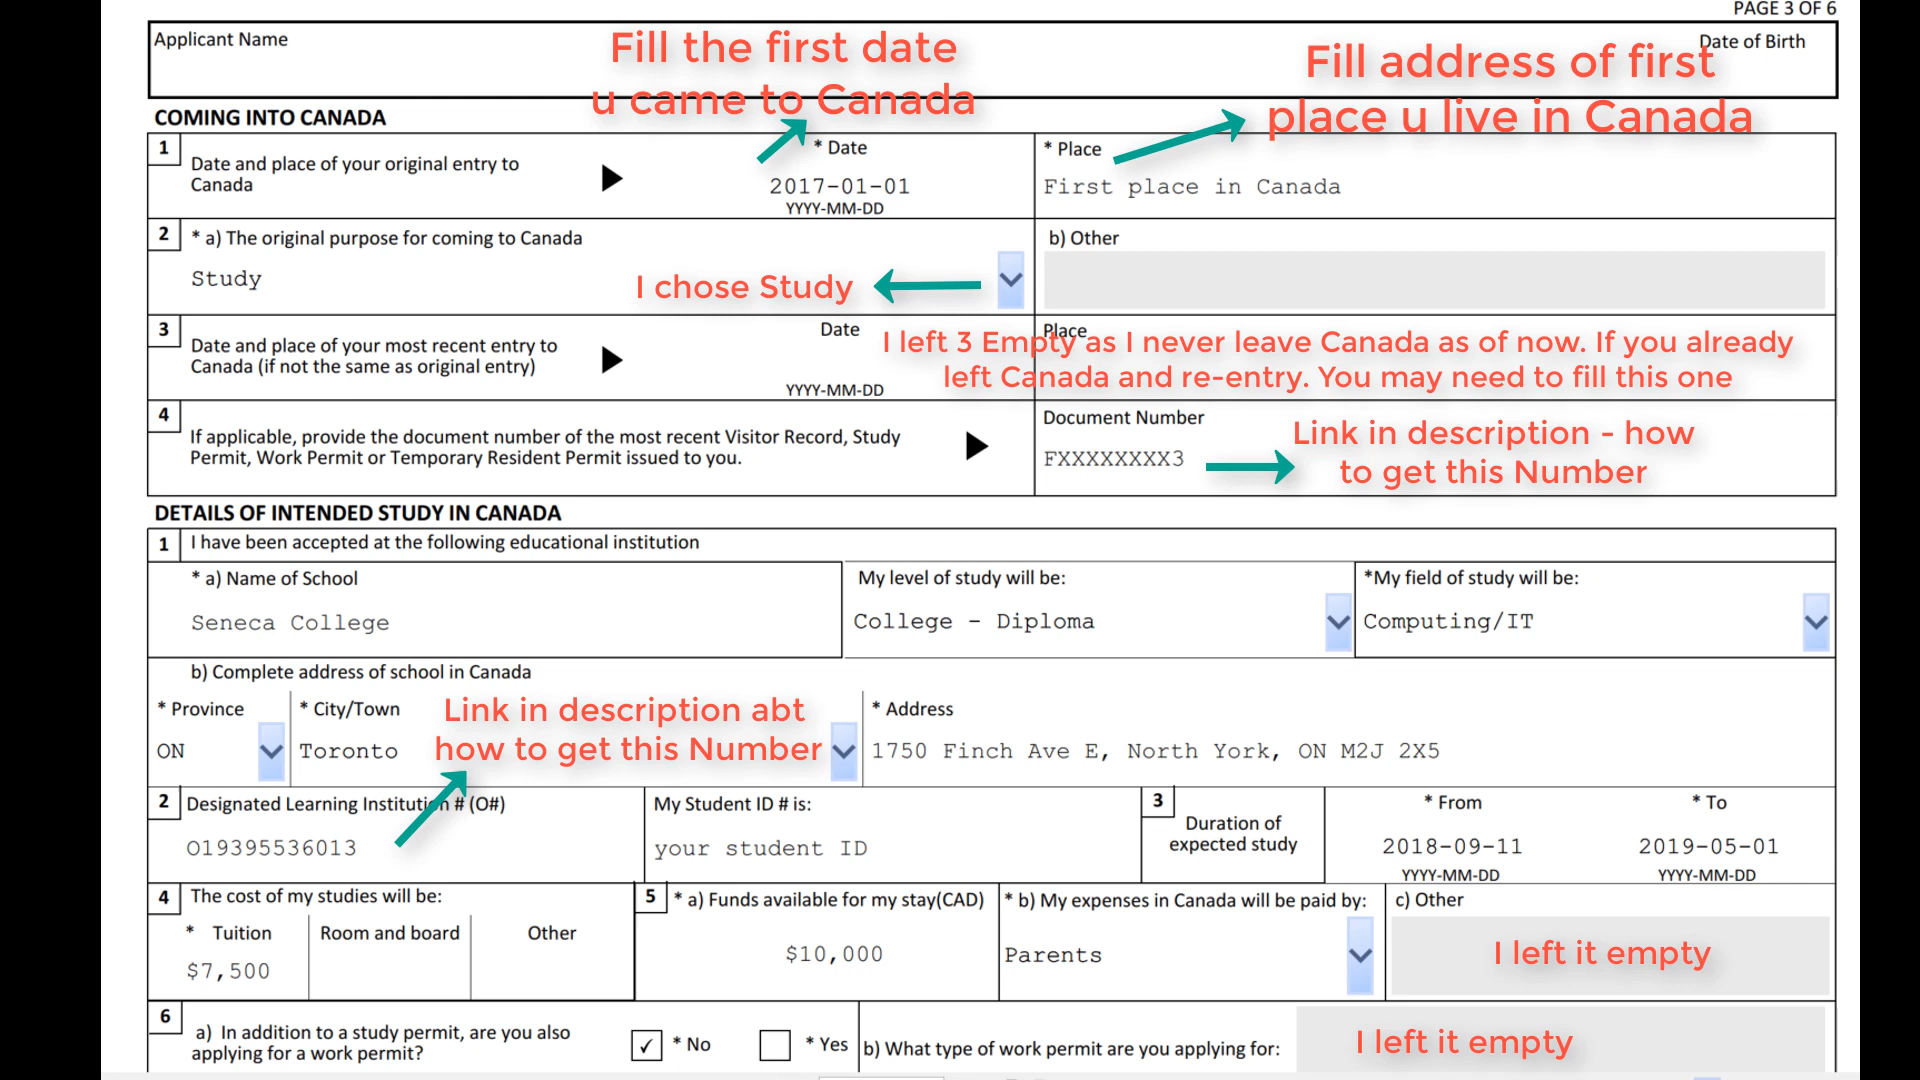 PAGE 3 OF 6
Applicant Name
Date of Birth
Fill the first date
u came to Canada
Fill address of first
place u live in Canada
COMING INTO CANADA
1
Date and place of your original entry to
Canada
* Date
2017-01-01
YYYY-MM-DD
* Place
First place in Canada
2
* a) The original purpose for coming to Canada
Study
I chose Study
b) Other
3
Date and place of your most recent entry to
Canada (if not the same as original entry)
Date
YYYY-MM-DD
Place
I left 3 Empty as I never leave Canada as of now. If you already
left Canada and re-entry. You may need to fill this one
4
If applicable, provide the document number of the most recent Visitor Record, Study
Permit, Work Permit or Temporary Resident Permit issued to you.
Document Number
FXXXXXXXX3
Link in description - how
to get this Number
DETAILS OF INTENDED STUDY IN CANADA
1
I have been accepted at the following educational institution
* a) Name of School
Seneca College
My level of study will be:
College - Diploma
*My field of study will be:
Computing/IT
b) Complete address of school in Canada
* Province
ON
* City/Town
Toronto
Link in description abt
how to get this Number
* Address
1750 Finch Ave E, North York, ON M2J 2X5
2
Designated Learning Institution # (O#)
O19395536013
My Student ID # is:
your student ID
3
Duration of
expected study
* From
2018-09-11
YYYY-MM-DD
* To
2019-05-01
YYYY-MM-DD
4
The cost of my studies will be:
* Tuition
$7,500
Room and board
Other
5
* a) Funds available for my stay(CAD)
$10,000
* b) My expenses in Canada will be paid by:
Parents
c) Other
I left it empty
6
a) In addition to a study permit, are you also
applying for a work permit?
* No
* Yes
b) What type of work permit are you applying for:
I left it empty